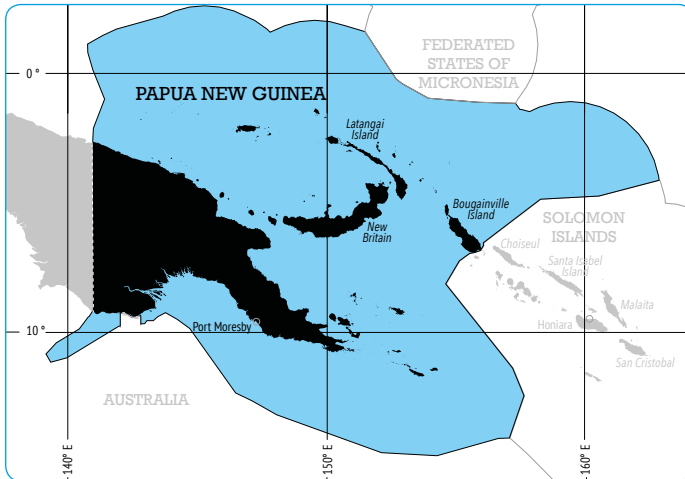 FEDERATED
STATES OF
MICRONESIA
0°
PAPUA NEW GUINEA
Latangai
Island
Bougainville
Island
New
Britain
SOLOMON
ISLANDS
Choiseul
Santa Isabel
Island
Malaita
Port Moresby
Honiara
10°
San Cristobal
AUSTRALIA
140° E
150° E
160° E